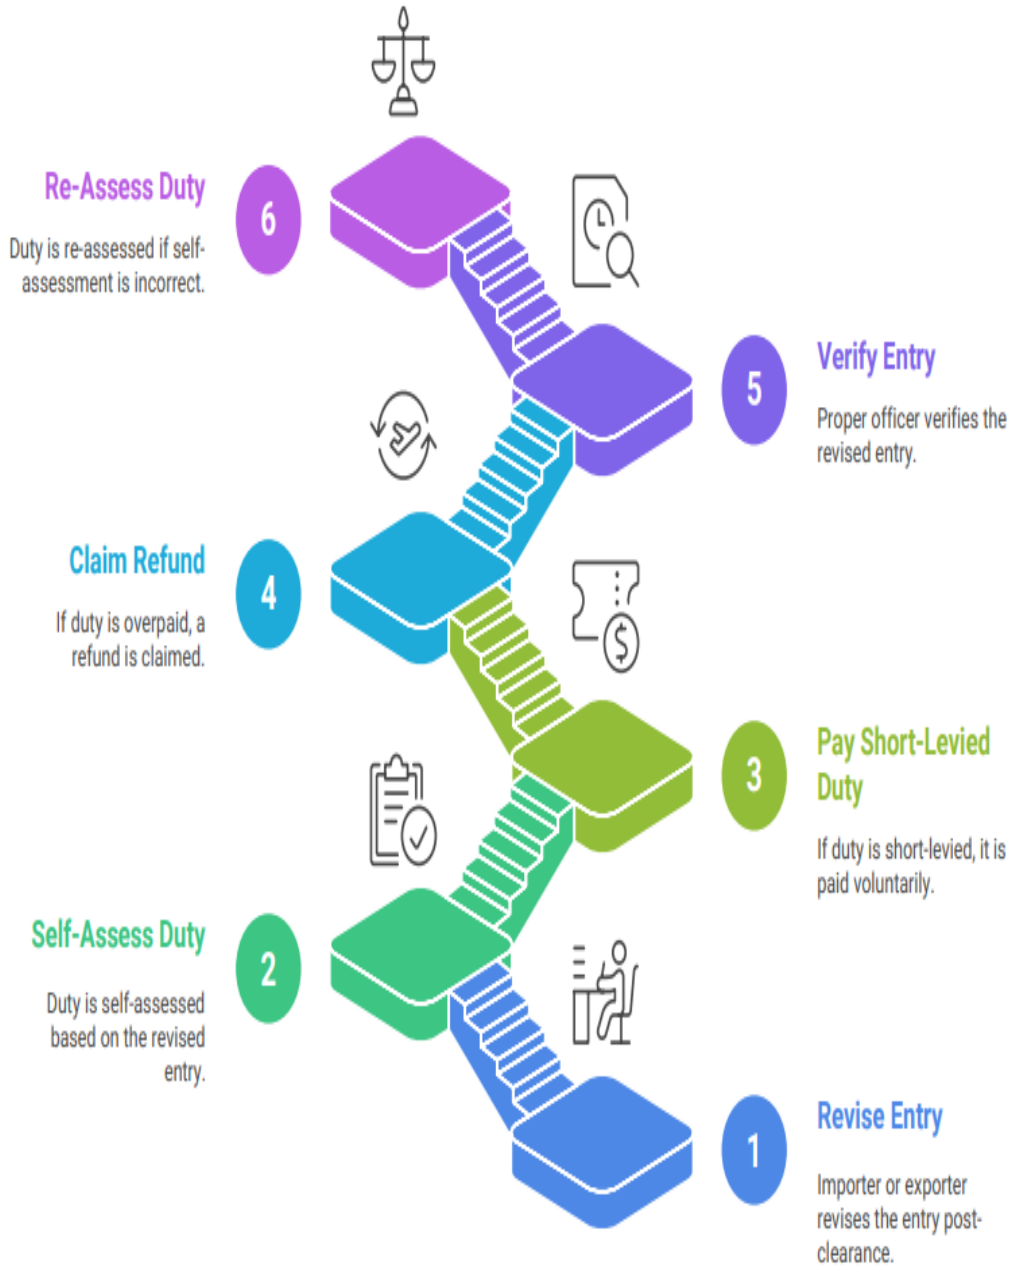 Re-Assess Duty
6
Duty is re-assessed if self-
assessment is incorrect.
Verify Entry
5
Proper officer verifies the
revised entry.
Claim Refund
4
If duty is overpaid, a
refund is claimed.
$
Pay Short-Levied
Duty
3
If duty is short-levied, it is
paid voluntarily.
Self-Assess Duty
2
Duty is self-assessed
based on the revised
entry.
Revise Entry
1
Importer or exporter
revises the entry post-
clearance.